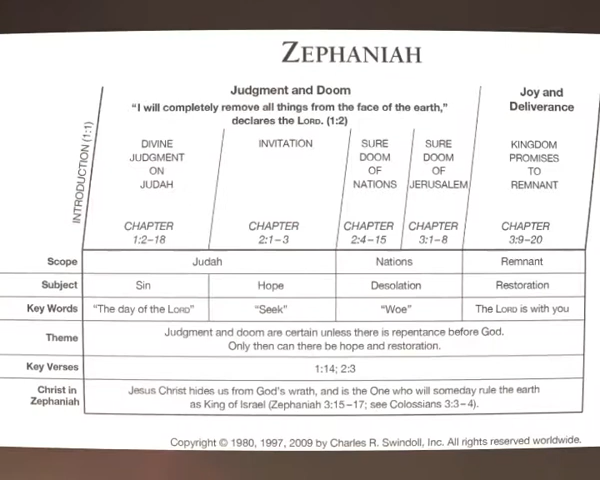 ZEPHANIAH
INTRODUCTION (1:1)
Judgment and Doom
"I will completely remove all things from the face of the earth,"
declares the LORD. (1:2)
Joy and
Deliverance
DIVINE
JUDGMENT
ON
JUDAH
CHAPTER
1:2–18
INVITATION
CHAPTER
2:1–3
SURE
DOOM
OF
NATIONS
CHAPTER
2:4–15
SURE
DOOM
OF
JERUSALEM
CHAPTER
3:1–8
KINGDOM
PROMISES
TO
REMNANT
CHAPTER
3:9–20
Scope Judah Nations Remnant
Subject Sin Hope Desolation Restoration
Key Words "The day of the LORD" "Seek" "Woe" The LORD is with you
Theme
Judgment and doom are certain unless there is repentance before God.
Only then can there be hope and restoration.
Key Verses 1:14; 2:3
Christ in
Zephaniah
Jesus Christ hides us from God's wrath, and is the One who will someday rule the earth
as King of Israel (Zephaniah 3:15–17; see Colossians 3:3–4).
Copyright © 1980, 1997, 2009 by Charles R. Swindoll, Inc. All rights reserved worldwide.